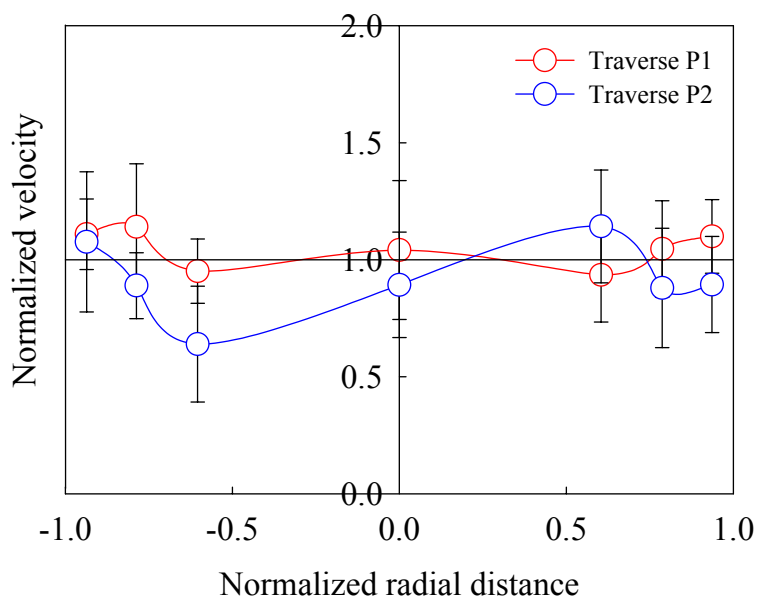 2.0
Traverse P1
Traverse P2
1.5
Normalized velocity
1.0
0.5
0.0
-1.0 -0.5 0.0 0.5 1.0
Normalized radial distance